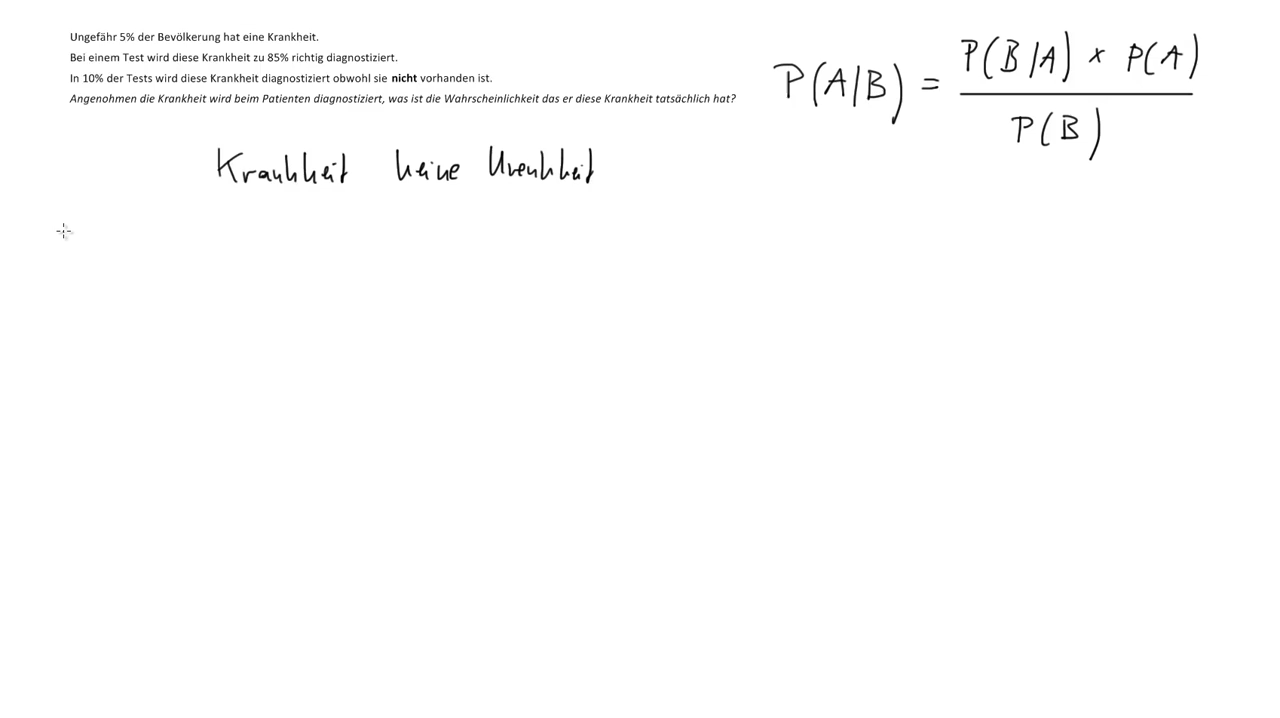 Ungefähr 5% der Bevölkerung hat eine Krankheit.
Bei einem Test wird diese Krankheit zu 85% richtig diagnostiziert.
In 10% der Tests wird diese Krankheit diagnostiziert obwohl sie nicht vorhanden ist.
Angenohmen die Krankheit wird beim Patienten diagnostiziert, was ist die Wahrscheinlichkeit das er diese Krankheit tatsächlich hat?
P(A|B) = P(B|A) × P(A)
P(B)
Krankheit keine Krankheit